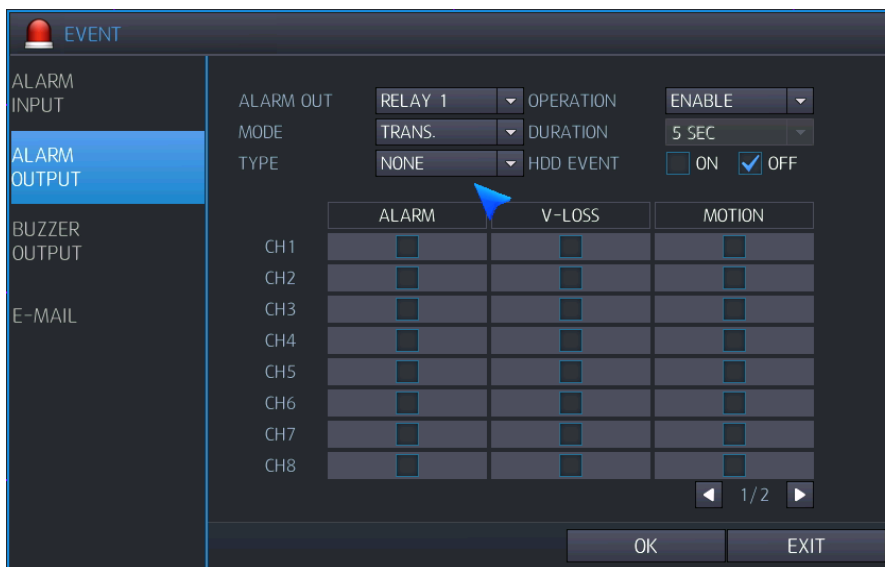 EVENT
ALARM
INPUT
ALARM
OUTPUT
BUZZER
OUTPUT
E-MAIL
ALARM OUT RELAY 1 OPERATION ENABLE
MODE TRANS. DURATION 5 SEC
TYPE NONE HDD EVENT ON OFF
ALARM V-LOSS MOTION
CH1
CH2
CH3
CH4
CH5
CH6
CH7
CH8
1/2
OK EXIT